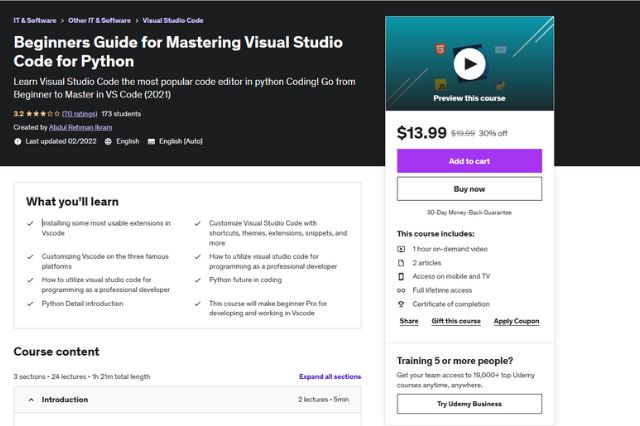 IT & Software > Other IT & Software > Visual Studio Code
Beginners Guide for Mastering Visual Studio
Code for Python
Learn Visual Studio Code the most popular code editor in python Coding! Go from
Beginner to Master in VS Code (2021)
3.2 (70 ratings) 173 students
Created by Abdul Rehman Ikram
Last updated 02/2022 English English [Auto]
What you'll learn
Installing some most usable extensions in
Vscode
Customize Visual Studio Code with
shortcuts, themes, extensions, snippets, and
more
Customizing Vscode on the three famous
platforms
How to utilize visual studio code for
programming as a professional developer
How to utilize visual studio code for
programming as a professional developer
Python future in coding
Python Detail introduction
This course will make beginner Pro for
developing and working in Vscode
Course content
3 sections • 24 lectures • 1h 21m total length
Expand all sections
Introduction
2 lectures • 5min
JS
Preview this course
$13.99 $19.99 30% off
Add to cart
Buy now
30-Day Money-Back Guarantee
This course includes:
1 hour on-demand video
2 articles
Access on mobile and TV
Full lifetime access
Certificate of completion
Share Gift this course Apply Coupon
Training 5 or more people?
Get your team access to 19,000+ top Udemy
courses anytime, anywhere.
Try Udemy Business